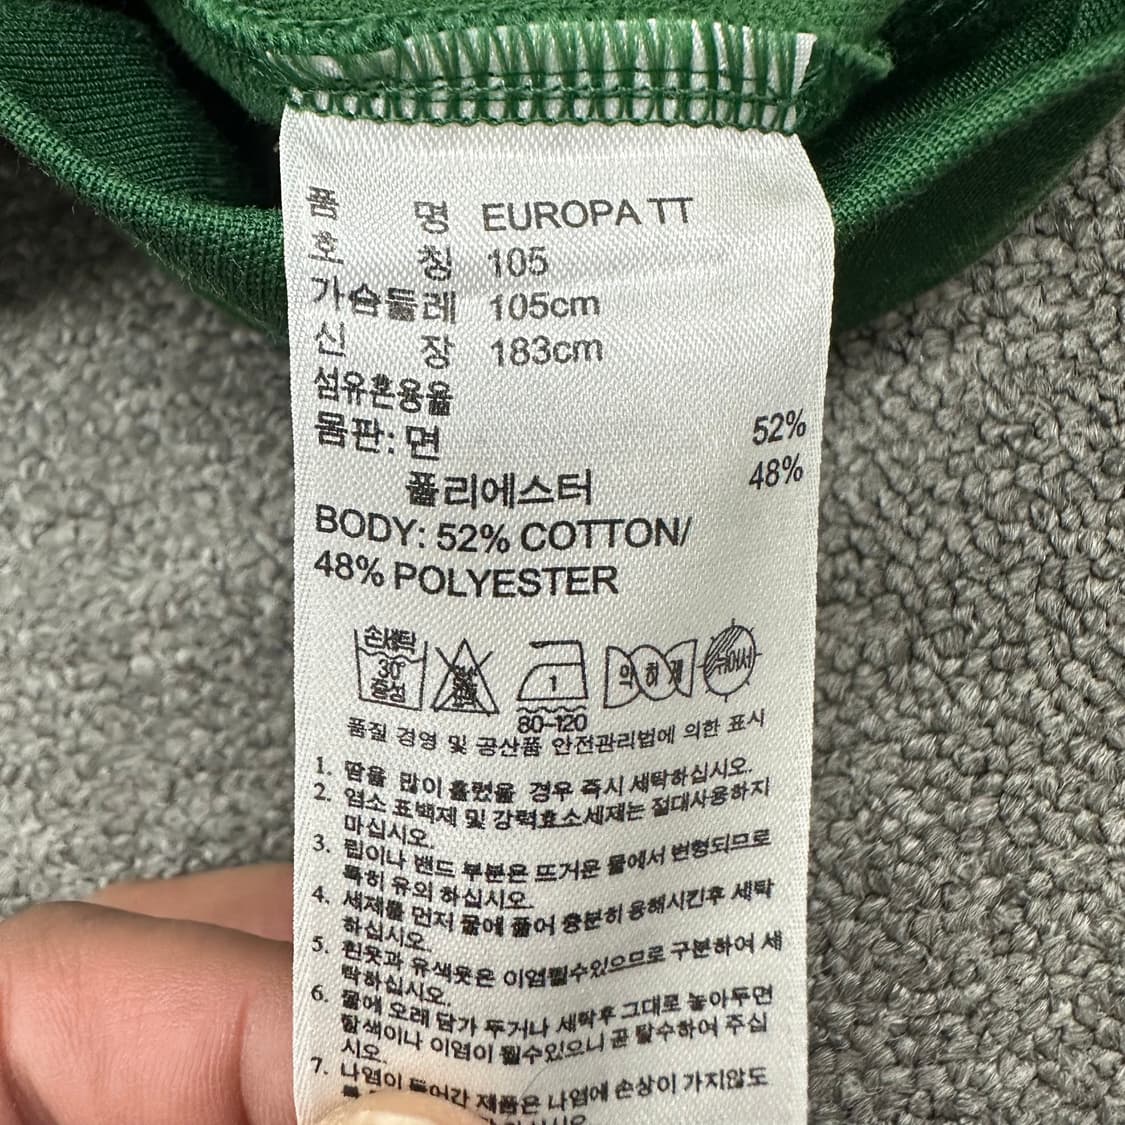 품 명 EUROPA TT
호 칭 105
가슴둘레 105cm
신 장 183cm
섬유혼용율
몸판: 면 52%
폴리에스터 48%
BODY: 52% COTTON/
48% POLYESTER
손세탁
30°
중성
1
80-120
드라이
뉘어서
품질 경영 및 공산품 안전관리법에 의한 표시
1. 땀을 많이 흘렸을 경우 즉시 세탁하십시오.
2. 염소 표백제 및 강력효소세제는 절대사용하지
마십시오.
3. 립이나 밴드 부분은 뜨거운 물에서 변형되므로
특히 유의 하십시오.
4. 세제를 먼저 물에 풀어 충분히 용해시킨후 세탁
하십시오.
5. 흰옷과 유색옷은 이염될수있으므로 구분하여 세
탁하십시오.
6. 물에 오래 담가 두거나 세탁후 그대로 놓아두면
탈색이나 이염이 될수있으니 곧 탈수하여 주십
시오.
7. 나염이 들어간 제품은 나염에 손상이 가지않도